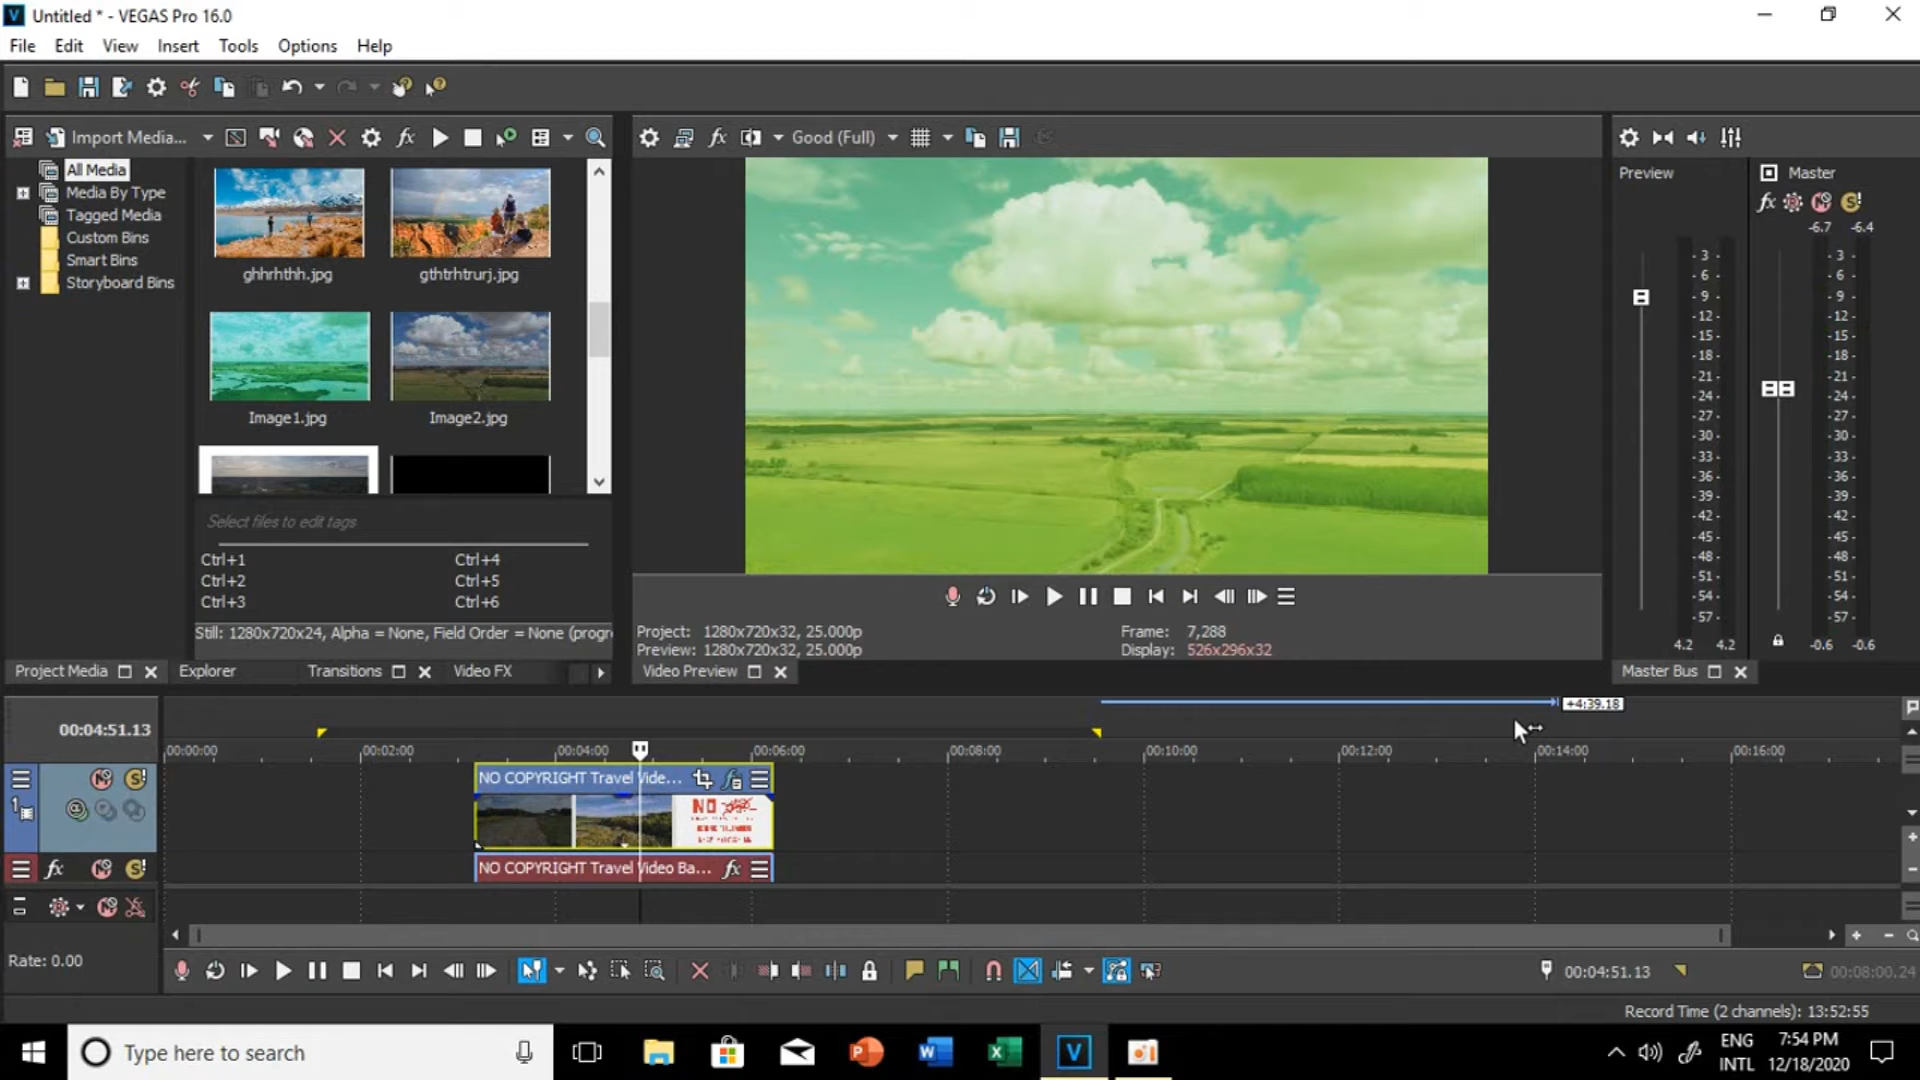 Untitled * - VEGAS Pro 16.0
File Edit View Insert Tools Options Help
Import Media...
Good (Full)
All Media
Media By Type
Tagged Media
Custom Bins
Smart Bins
Storyboard Bins
ghhrhthh.jpg
gthtrhtrurj.jpg
Image1.jpg
Image2.jpg
Select files to edit tags
Ctrl+1 Ctrl+4
Ctrl+2 Ctrl+5
Ctrl+3 Ctrl+6
Still: 1280x720x24, Alpha = None, Field Order = None (progr
Project Media Explorer Transitions Video FX
Project: 1280x720x32, 25.000p
Preview: 1280x720x32, 25.000p
Frame: 7,288
Display: 526x296x32
Video Preview
Preview
Master
-6.7 -6.4
3
6
9
12
15
18
21
24
27
30
33
36
39
42
45
48
51
54
57
3
6
9
12
15
18
21
24
27
30
33
36
39
42
45
48
51
54
57
4.2 4.2
-0.6 -0.6
Master Bus
+4:39.18
00:04:51.13
00:00:00 00:02:00 00:04:00 00:06:00 00:08:00 00:10:00 00:12:00 00:14:00 00:16:00
NO COPYRIGHT Travel Vide...
NO
NO COPYRIGHT Travel Video Ba...
Rate: 0.00
00:04:51.13
00:08:00.24
Record Time (2 channels): 13:52:55
Type here to search
ENG
INTL
7:54 PM
12/18/2020